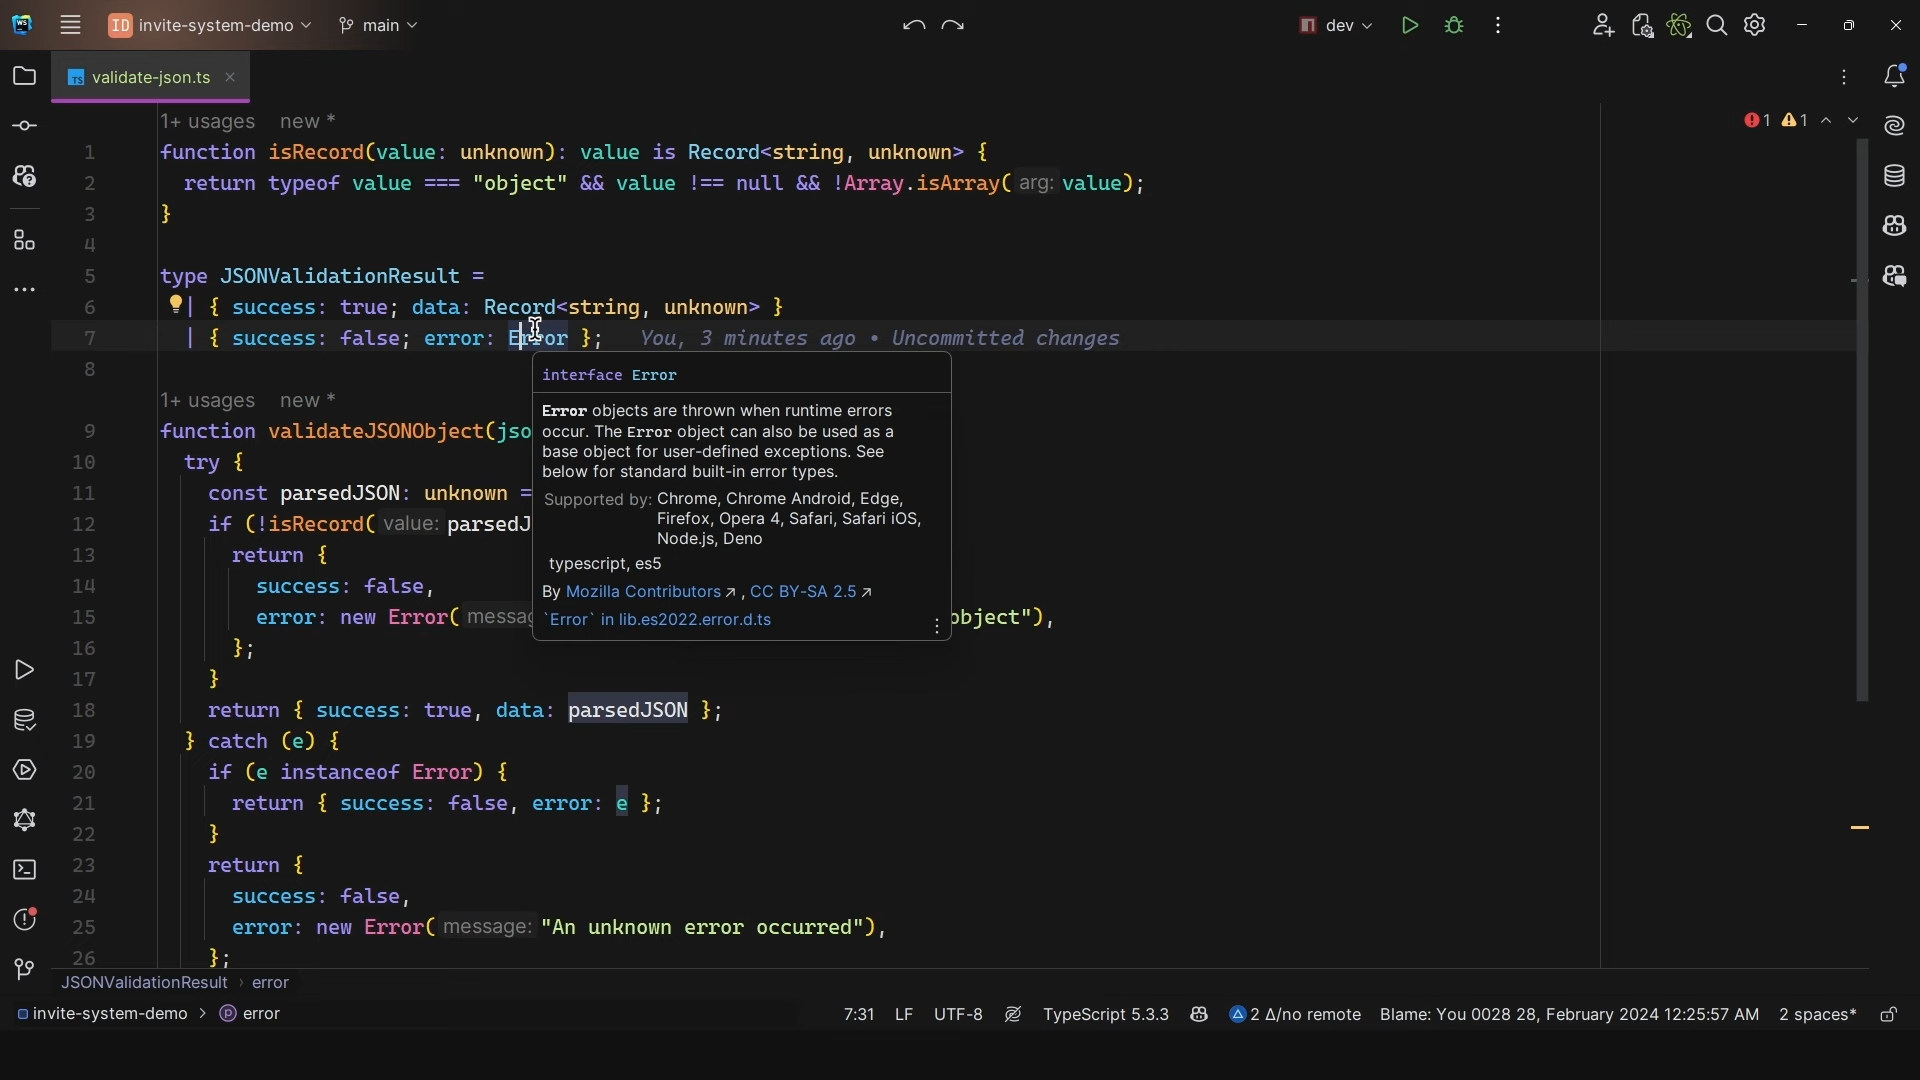 WS ID invite-system-demo main dev
TS validate-json.ts
1+ usages new *
1 1
1 function isRecord(value: unknown): value is Record<string, unknown> {
2 return typeof value === "object" && value !== null && !Array.isArray( arg: value);
3 }
4
5 type JSONValidationResult =
6 | { success: true; data: Record<string, unknown> }
7 | { success: false; error: Error }; You, 3 minutes ago • Uncommitted changes
8
1+ usages new *
9 function validateJSONObject(jso
10 try {
11 const parsedJSON: unknown =
12 if (!isRecord( value: parsedJ
13 return {
14 success: false,
15 error: new Error( messag object"),
16 };
17 }
18 return { success: true, data: parsedJSON };
19 } catch (e) {
20 if (e instanceof Error) {
21 return { success: false, error: e };
22 }
23 return {
24 success: false,
25 error: new Error( message: "An unknown error occurred"),
26 };
interface Error
Error objects are thrown when runtime errors
occur. The Error object can also be used as a
base object for user-defined exceptions. See
below for standard built-in error types.
Supported by: Chrome, Chrome Android, Edge,
Firefox, Opera 4, Safari, Safari iOS,
Node.js, Deno
typescript, es5
By Mozilla Contributors ↗ , CC BY-SA 2.5 ↗
`Error` in lib.es2022.error.d.ts
JSONValidationResult › error
invite-system-demo > p error
7:31 LF UTF-8 TypeScript 5.3.3 2 Δ/no remote Blame: You 0028 28, February 2024 12:25:57 AM 2 spaces*